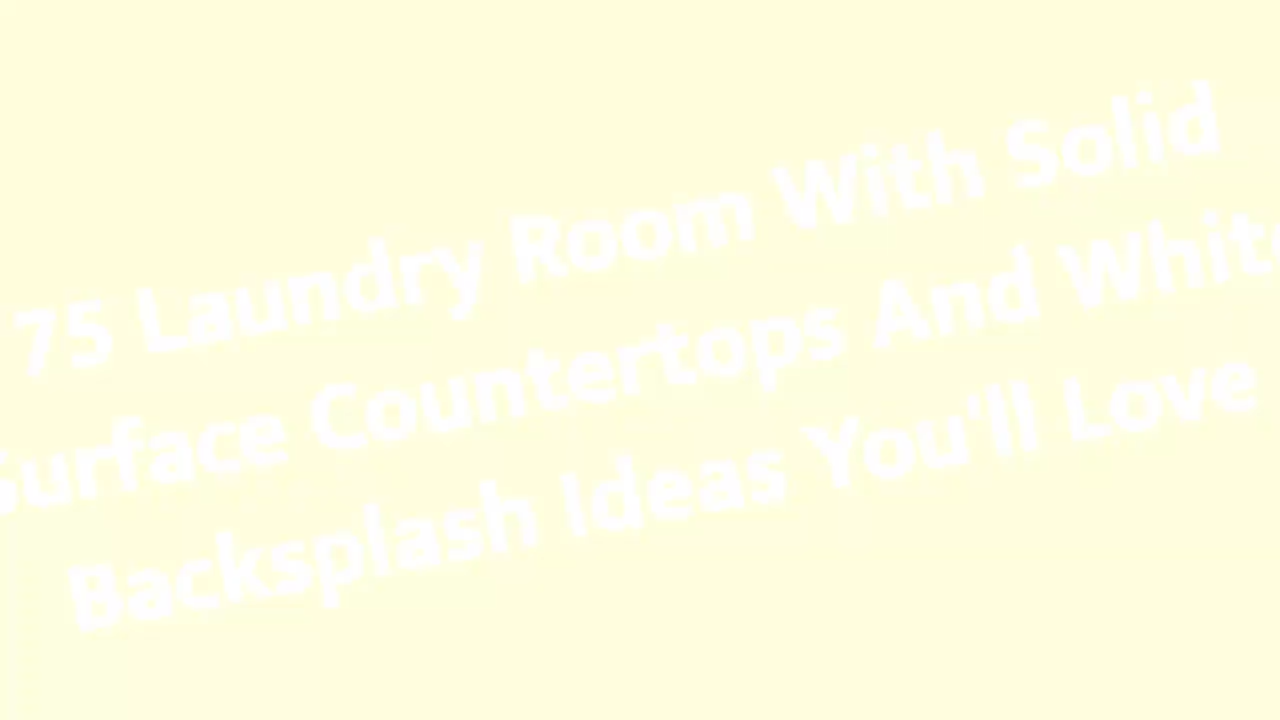 75 Laundry Room With Solid
Surface Countertops And White
Backsplash Ideas You'll Love